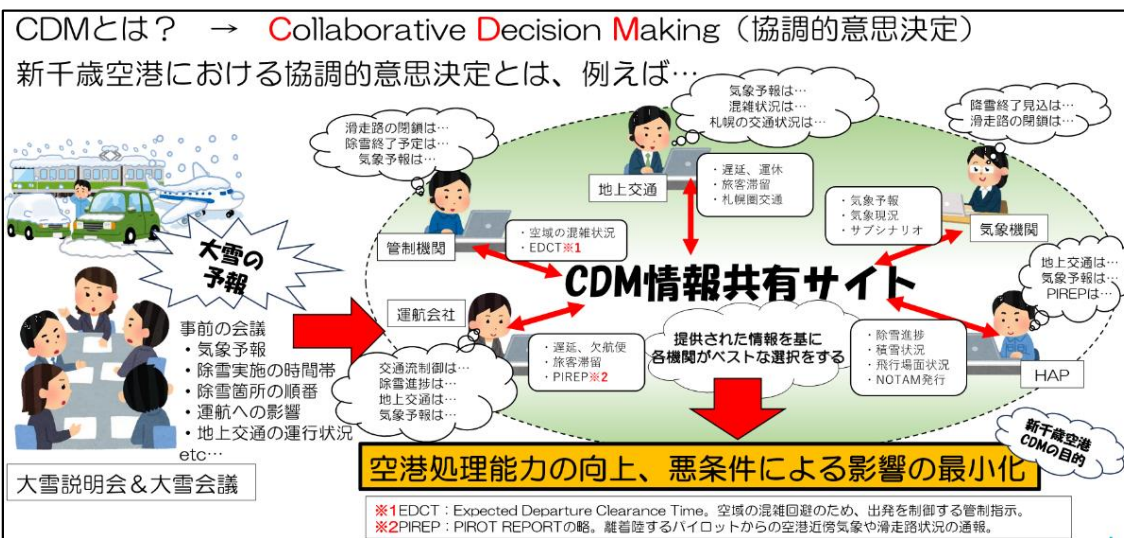 CDMとは? → Collaborative Decision Making(協調的意思決定)
新千歳空港における協調的意思決定とは、例えば…
大雪の
予報
事前の会議
・気象予報
・除雪実施の時間帯
・除雪箇所の順番
・運航への影響
・地上交通の運行状況
etc…
大雪説明会&大雪会議
滑走路の閉鎖は…
除雪終了予定は…
気象予報は…
管制機関
・空域の混雑状況
・EDCT※1
気象予報は…
混雑状況は…
札幌の交通状況は…
地上交通
・遅延、運休
・旅客滞留
・札幌圏交通
降雪終了見込は…
滑走路の閉鎖は…
気象機関
・気象予報
・気象現況
・サブシナリオ
CDM情報共有サイト
運航会社
交通流制御は…
除雪進捗は…
地上交通は…
気象予報は…
・遅延、欠航便
・旅客滞留
・PIREP※2
提供された情報を基に
各機関がベストな選択をする
地上交通は…
気象予報は…
PIREPは…
HAP
・除雪進捗
・積雪状況
・飛行場面状況
・NOTAM発行
新千歳空港
CDMの目的
空港処理能力の向上、悪条件による影響の最小化
※1EDCT:Expected Departure Clearance Time。空域の混雑回避のため、出発を制御する管制指示。
※2PIREP:PIROT REPORTの略。離着陸するパイロットからの空港近傍気象や滑走路状況の通報。